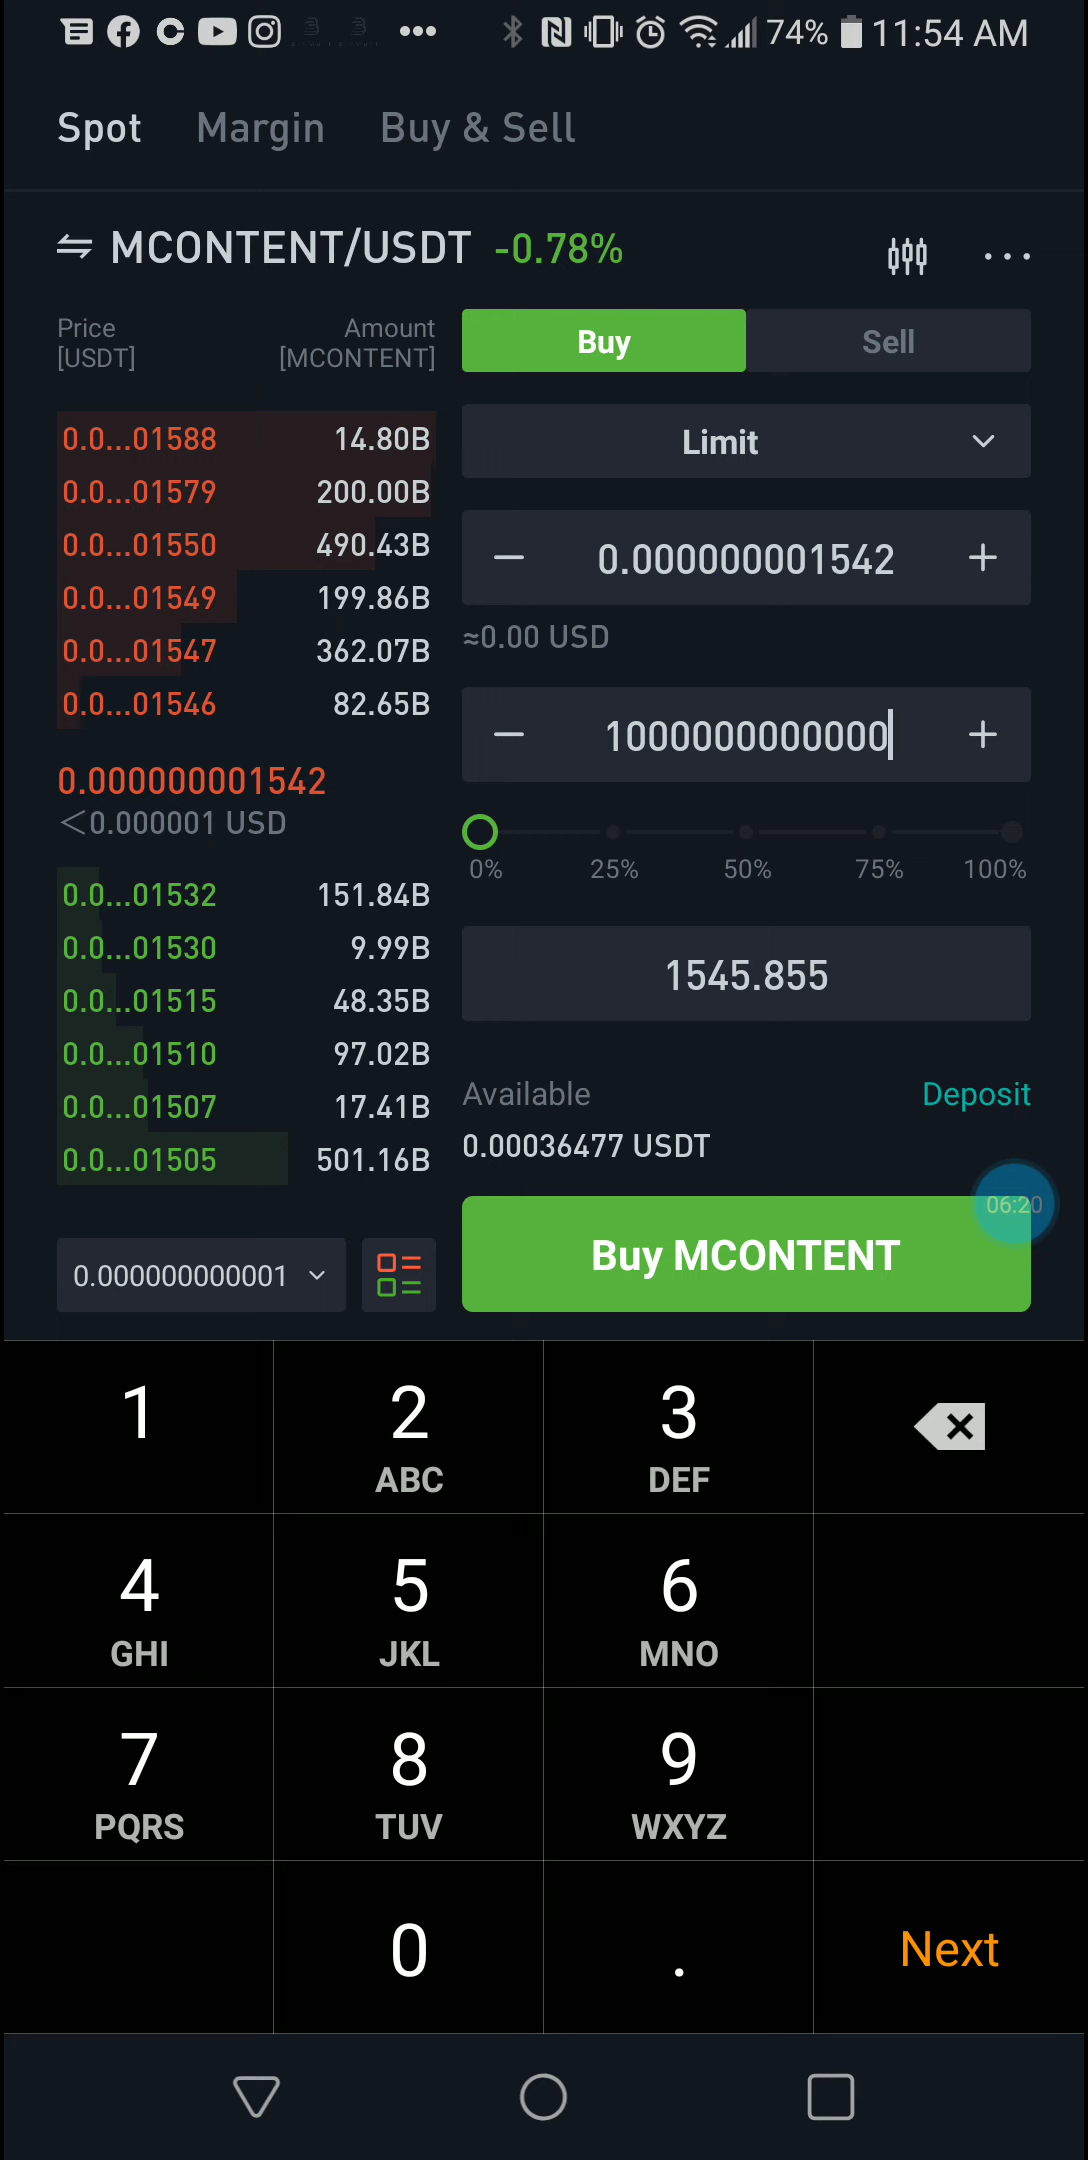 74% 11:54 AM
Spot Margin Buy & Sell
MCONTENT/USDT -0.78%
Price Amount
[USDT] [MCONTENT]
0.0...01588 14.80B
0.0...01579 200.00B
0.0...01550 490.43B
0.0...01549 199.86B
0.0...01547 362.07B
0.0...01546 82.65B
0.000000001542
<0.000001 USD
0.0...01532 151.84B
0.0...01530 9.99B
0.0...01515 48.35B
0.0...01510 97.02B
0.0...01507 17.41B
0.0...01505 501.16B
0.000000000001
Buy Sell
Limit
− 0.000000001542 +
≈0.00 USD
− 1000000000000 +
0% 25% 50% 75% 100%
1545.855
Available Deposit
0.00036477 USDT
06:20
Buy MCONTENT
1 2 3
ABC DEF
4 5 6
GHI JKL MNO
7 8 9
PQRS TUV WXYZ
0 . Next